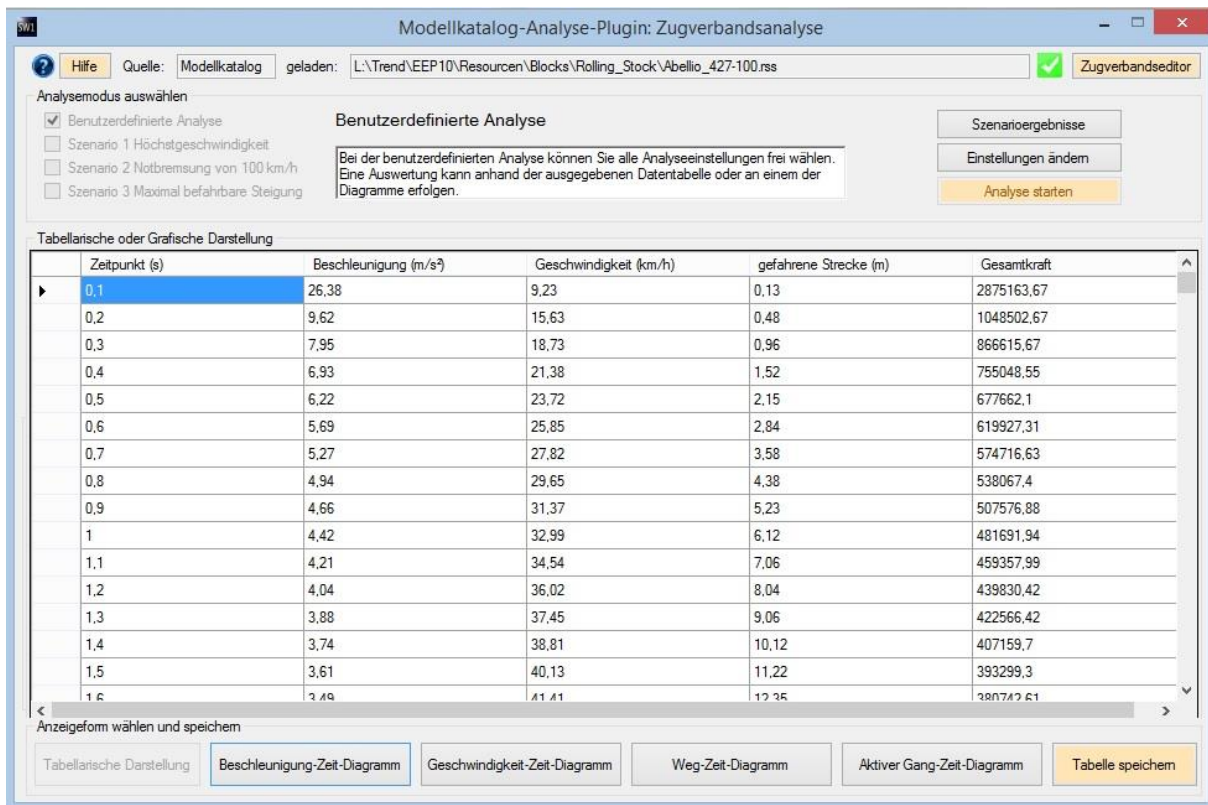 SW1 Modellkatalog-Analyse-Plugin: Zugverbandsanalyse
Hilfe Quelle: Modellkatalog geladen: L:\Trend\EEP10\Resourcen\Blocks\Rolling_Stock\Abellio_427-100.rss Zugverbandseditor
Analysemodus auswählen
Benutzerdefinierte Analyse
Szenario 1 Höchstgeschwindigkeit
Szenario 2 Notbremsung von 100 km/h
Szenario 3 Maximal befahrbare Steigung
Benutzerdefinierte Analyse
Bei der benutzerdefinierten Analyse können Sie alle Analyseeinstellungen frei wählen.
Eine Auswertung kann anhand der ausgegebenen Datentabelle oder an einem der
Diagramme erfolgen.
Szenarioergebnisse
Einstellungen ändern
Analyse starten
Tabellarische oder Grafische Darstellung
Zeitpunkt (s) Beschleunigung (m/s²) Geschwindigkeit (km/h) gefahrene Strecke (m) Gesamtkraft
0,1 26,38 9,23 0,13 2875163,67
0,2 9,62 15,63 0,48 1048502,67
0,3 7,95 18,73 0,96 866615,67
0,4 6,93 21,38 1,52 755048,55
0,5 6,22 23,72 2,15 677662,1
0,6 5,69 25,85 2,84 619927,31
0,7 5,27 27,82 3,58 574716,63
0,8 4,94 29,65 4,38 538067,4
0,9 4,66 31,37 5,23 507576,88
1 4,42 32,99 6,12 481691,94
1,1 4,21 34,54 7,06 459357,99
1,2 4,04 36,02 8,04 439830,42
1,3 3,88 37,45 9,06 422566,42
1,4 3,74 38,81 10,12 407159,7
1,5 3,61 40,13 11,22 393299,3
1,6 3,49 41,41 12,35 380742,61
Anzeigeform wählen und speichern
Tabellarische Darstellung Beschleunigung-Zeit-Diagramm Geschwindigkeit-Zeit-Diagramm Weg-Zeit-Diagramm Aktiver Gang-Zeit-Diagramm Tabelle speichern